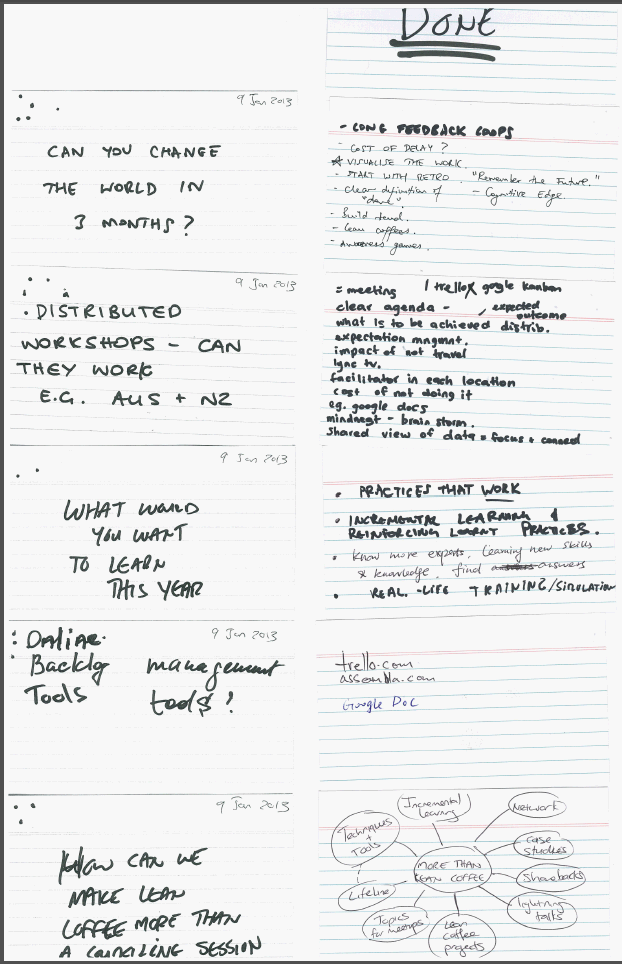 DONE
9 Jan 2013
CAN YOU CHANGE
THE WORLD IN
3 MONTHS?
- LONG FEEDBACK LOOPS
- COST OF DELAY?
* VISUALISE THE WORK.
- START WITH RETRO. "Remember the Future."
- Clear definition of - Cognitive Edge.
"done".
- Build trend.
- Lean coffees.
- Awareness games.
9 Jan 2013
. DISTRIBUTED
WORKSHOPS - CAN
THEY WORK
E.G. AUS + NZ
= meeting / trello google kanban
clear agenda - , expected
outcome
what is to be achieved distrib.
expectation mngmnt.
impact of not travel
lync tv.
facilitator in each location
cost of not doing it
eg. google docs
- brain storm.
Shared view of data = focus +
9 Jan 2013
WHAT WOULD
YOU WANT
TO LEARN
THIS YEAR
• PRACTICES THAT WORK
• INCREMENTAL LEARNING &
REINFORCING LEARNT PRACTICES.
• Know more experts, Learning new skills
& knowledge, find answers
• REAL-LIFE TRAINING/SIMULATION
9 Jan 2013
Online
Backlog management
Tools tools?
trello.com
assembla.com
Google Doc
9 Jan 2013
How CAN WE
MAKE LEAN
COFFEE MORE THAN
A SESSION
Incremental
Learning
Network
Techniques
+
Tools
Case
Studies
MORE THAN
LEAN COFFEE
Sharebacks
Lifeline
lightning
talks
Topics
for meetups
Lean
coffee
projects